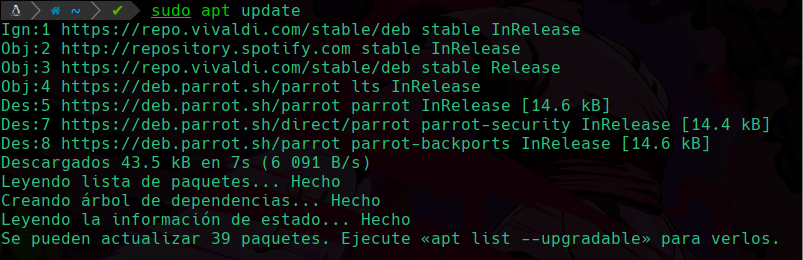 ~ ✔ sudo apt update
Ign:1 https://repo.vivaldi.com/stable/deb stable InRelease
Obj:2 http://repository.spotify.com stable InRelease
Obj:3 https://repo.vivaldi.com/stable/deb stable Release
Obj:4 https://deb.parrot.sh/parrot lts InRelease
Des:5 https://deb.parrot.sh/parrot parrot InRelease [14.6 kB]
Des:7 https://deb.parrot.sh/direct/parrot parrot-security InRelease [14.4 kB]
Des:8 https://deb.parrot.sh/parrot parrot-backports InRelease [14.6 kB]
Descargados 43.5 kB en 7s (6 091 B/s)
Leyendo lista de paquetes... Hecho
Creando árbol de dependencias... Hecho
Leyendo la información de estado... Hecho
Se pueden actualizar 39 paquetes. Ejecute «apt list --upgradable» para verlos.